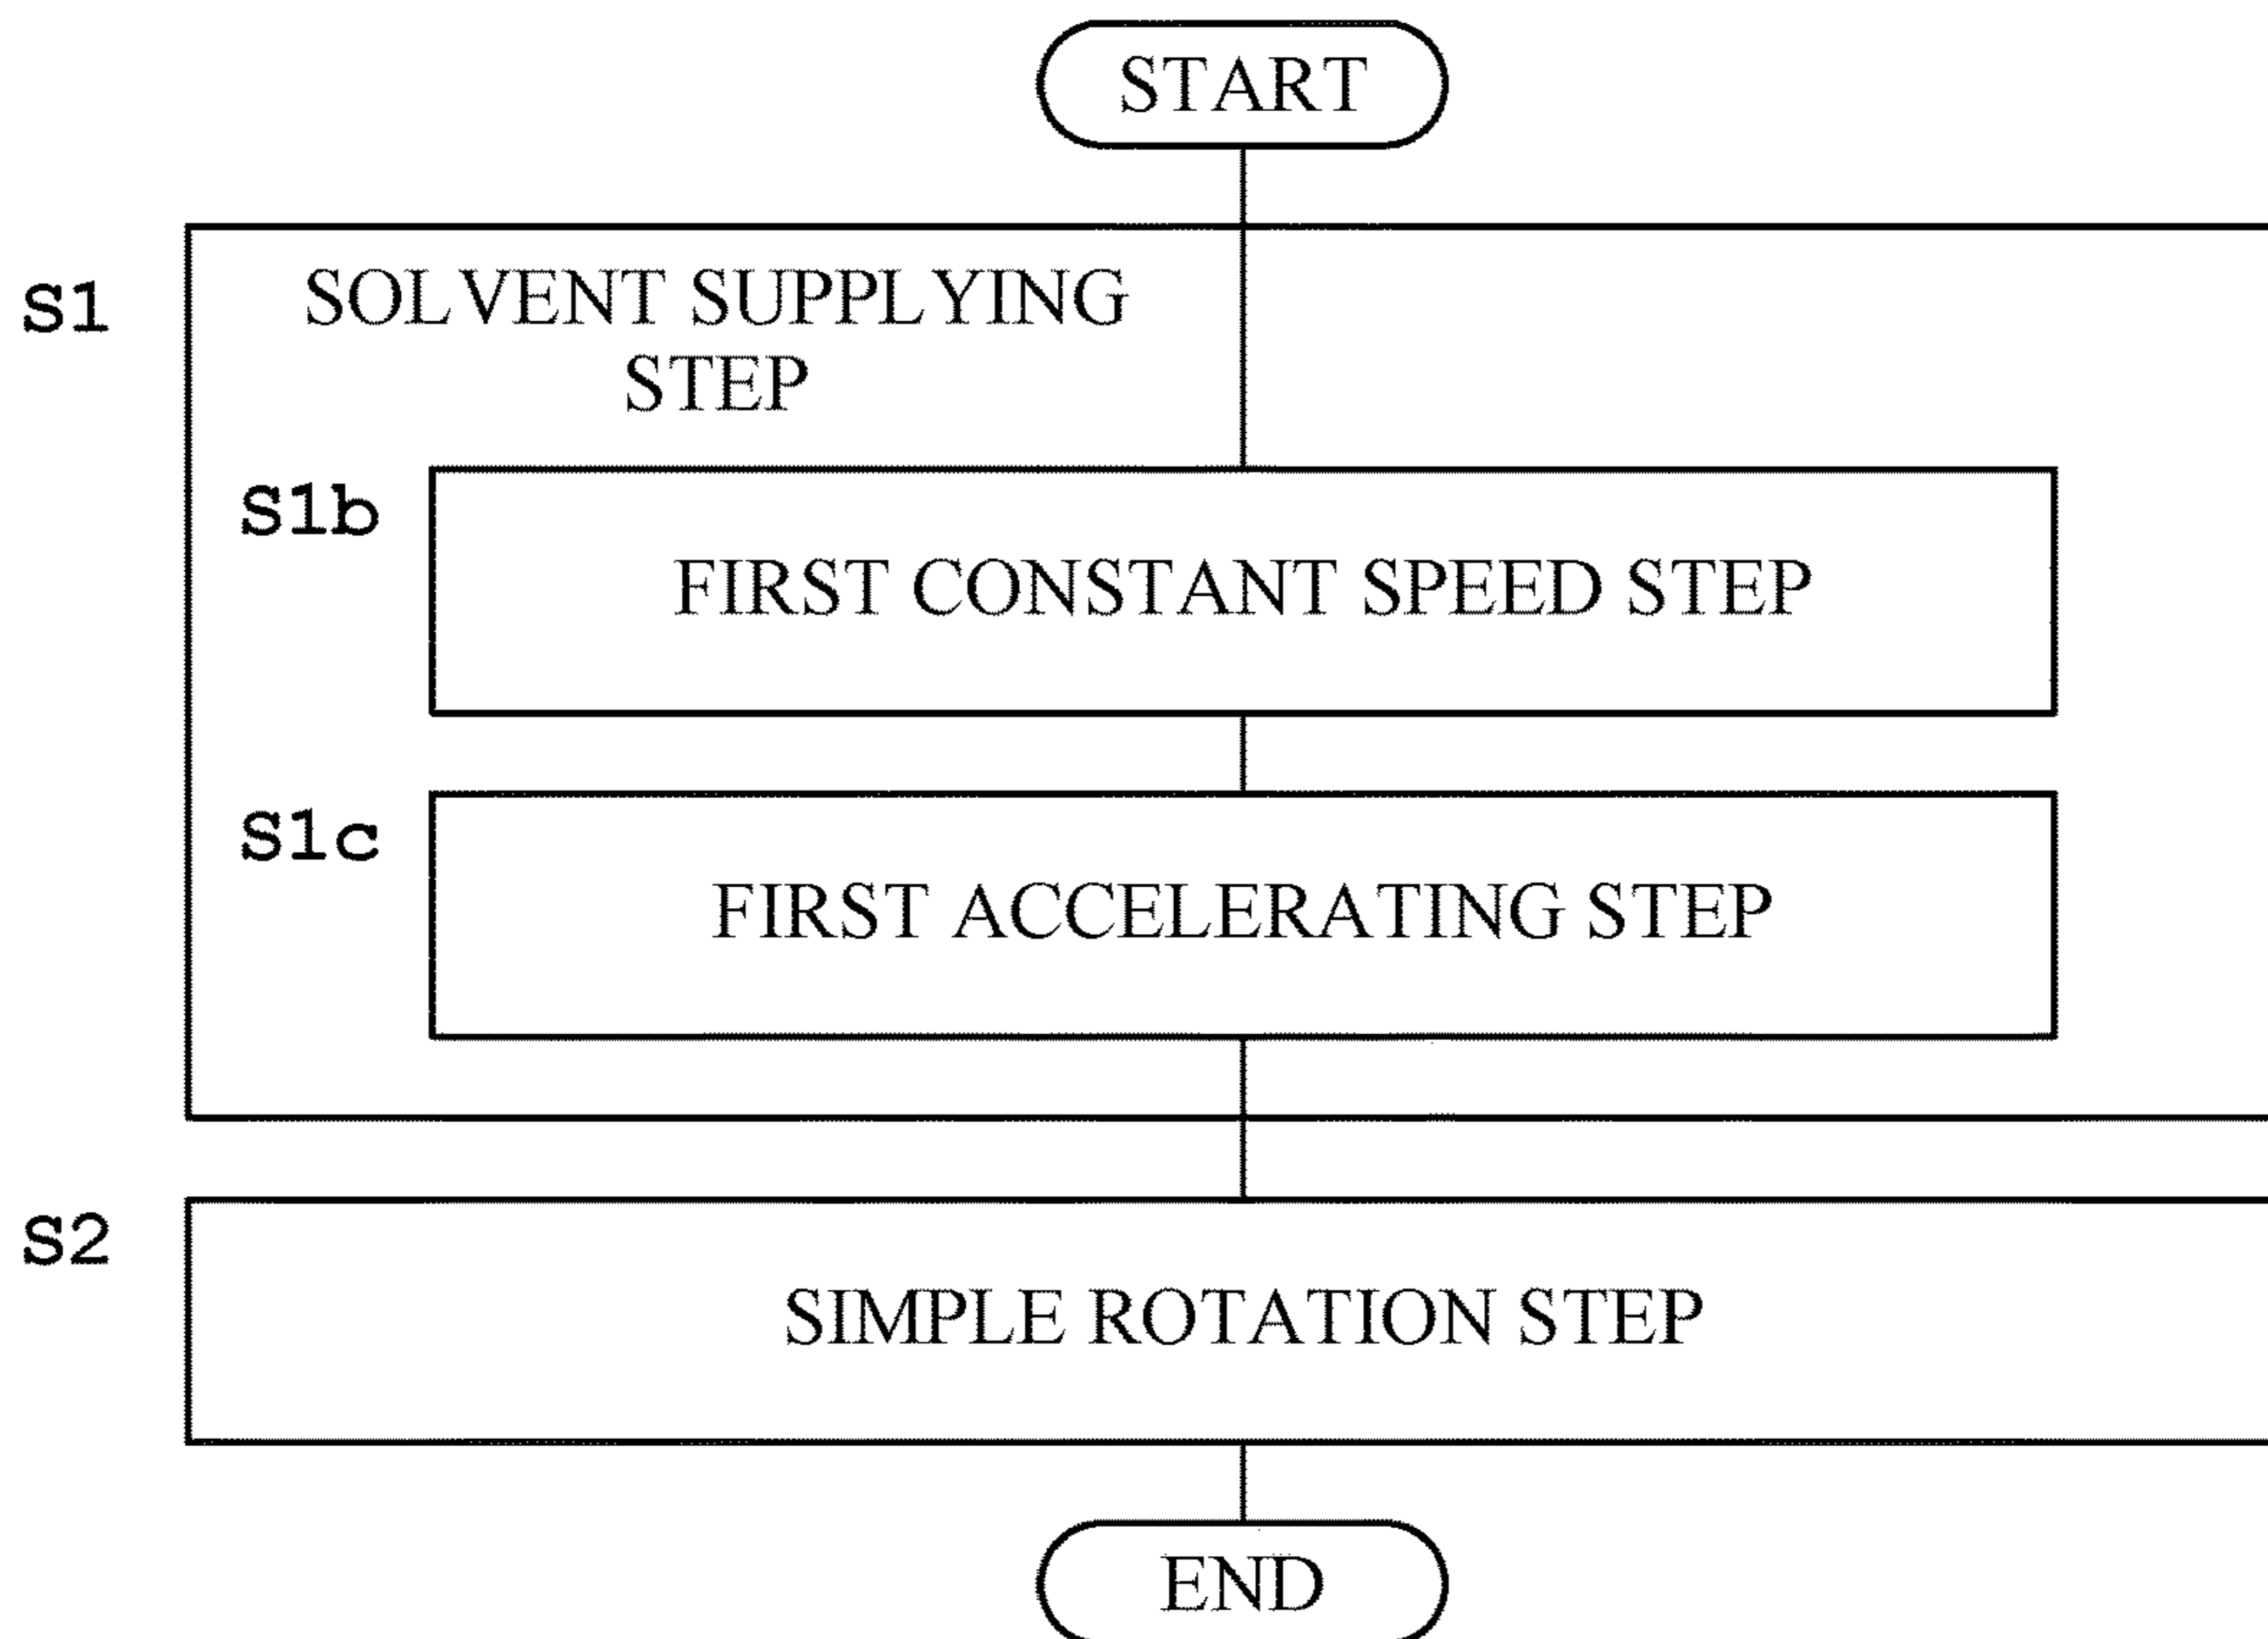 START
S1
SOLVENT SUPPLYING
STEP
S1b
FIRST CONSTANT SPEED STEP
S1c
FIRST ACCELERATING STEP
S2
SIMPLE ROTATION STEP
END